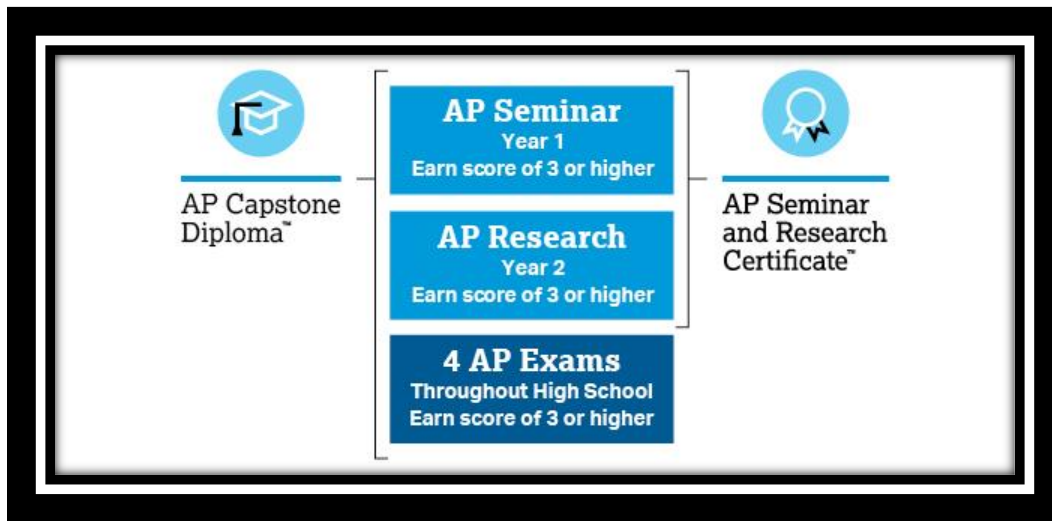 AP Capstone
Diploma™
AP Seminar
Year 1
Earn score of 3 or higher
AP Research
Year 2
Earn score of 3 or higher
4 AP Exams
Throughout High School
Earn score of 3 or higher
AP Seminar
and Research
Certificate™